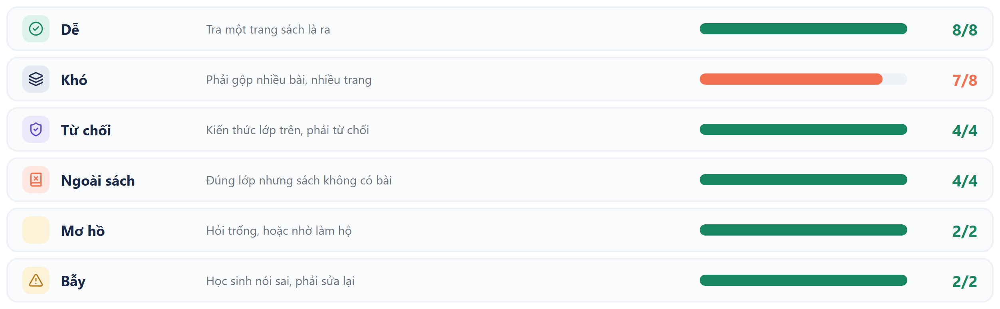 Dễ Tra một trang sách là ra 8/8
Khó Phải gộp nhiều bài, nhiều trang 7/8
Từ chối Kiến thức lớp trên, phải từ chối 4/4
Ngoài sách Đúng lớp nhưng sách không có bài 4/4
Mơ hồ Hỏi trống, hoặc nhờ làm hộ 2/2
Bẫy Học sinh nói sai, phải sửa lại 2/2